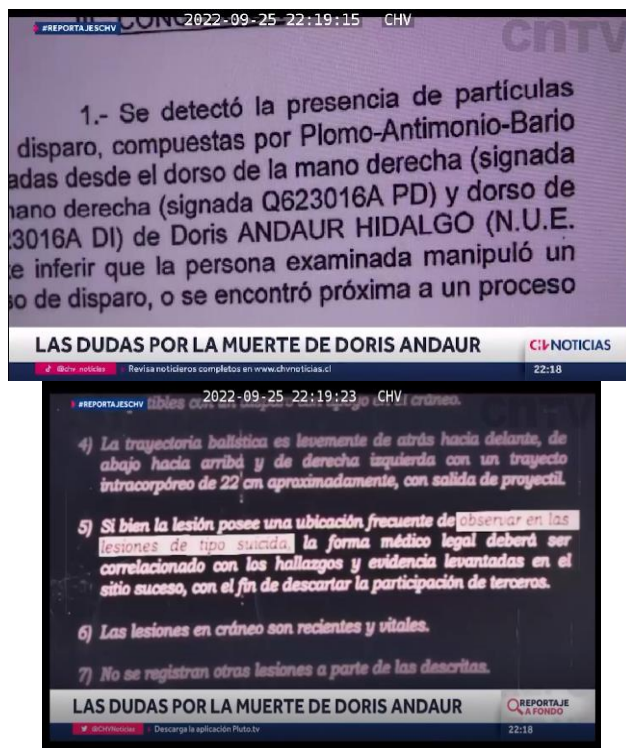 2022-09-25 22:19:15 CHV
#REPORTAJESCHV
cnTV
1.- Se detectó la presencia de partículas
disparo, compuestas por Plomo-Antimonio-Bario
adas desde el dorso de la mano derecha (signada
mano derecha (signada Q623016A PD) y dorso de
3016A DI) de Doris ANDAUR HIDALGO (N.U.E.
e inferir que la persona examinada manipuló un
so de disparo, o se encontró próxima a un proceso
LAS DUDAS POR LA MUERTE DE DORIS ANDAUR
CHV NOTICIAS
@chv_noticias Revisa noticieros completos en www.chvnoticias.cl
22:18
2022-09-25 22:19:23 CHV
#REPORTAJESCHV
en el cráneo.
4) La trayectoria balística es levemente de atrás hacia delante, de
abajo hacia arriba y de derecha izquierda con un trayecto
intracorpóreo de 22 cm aproximadamente, con salida de proyectil.
5) Si bien la lesión posee una ubicación frecuente de observar en las
lesiones de tipo suicida, la forma médico legal deberá ser
correlacionado con los hallazgos y evidencia levantadas en el
sitio suceso, con el fin de descartar la participación de terceros.
6) Las lesiones en cráneo son recientes y vitales.
7) No se registran otras lesiones a parte de las descritas.
LAS DUDAS POR LA MUERTE DE DORIS ANDAUR
REPORTAJE
A FONDO
@CHVNoticias Descarga la aplicación Pluto.tv
22:18